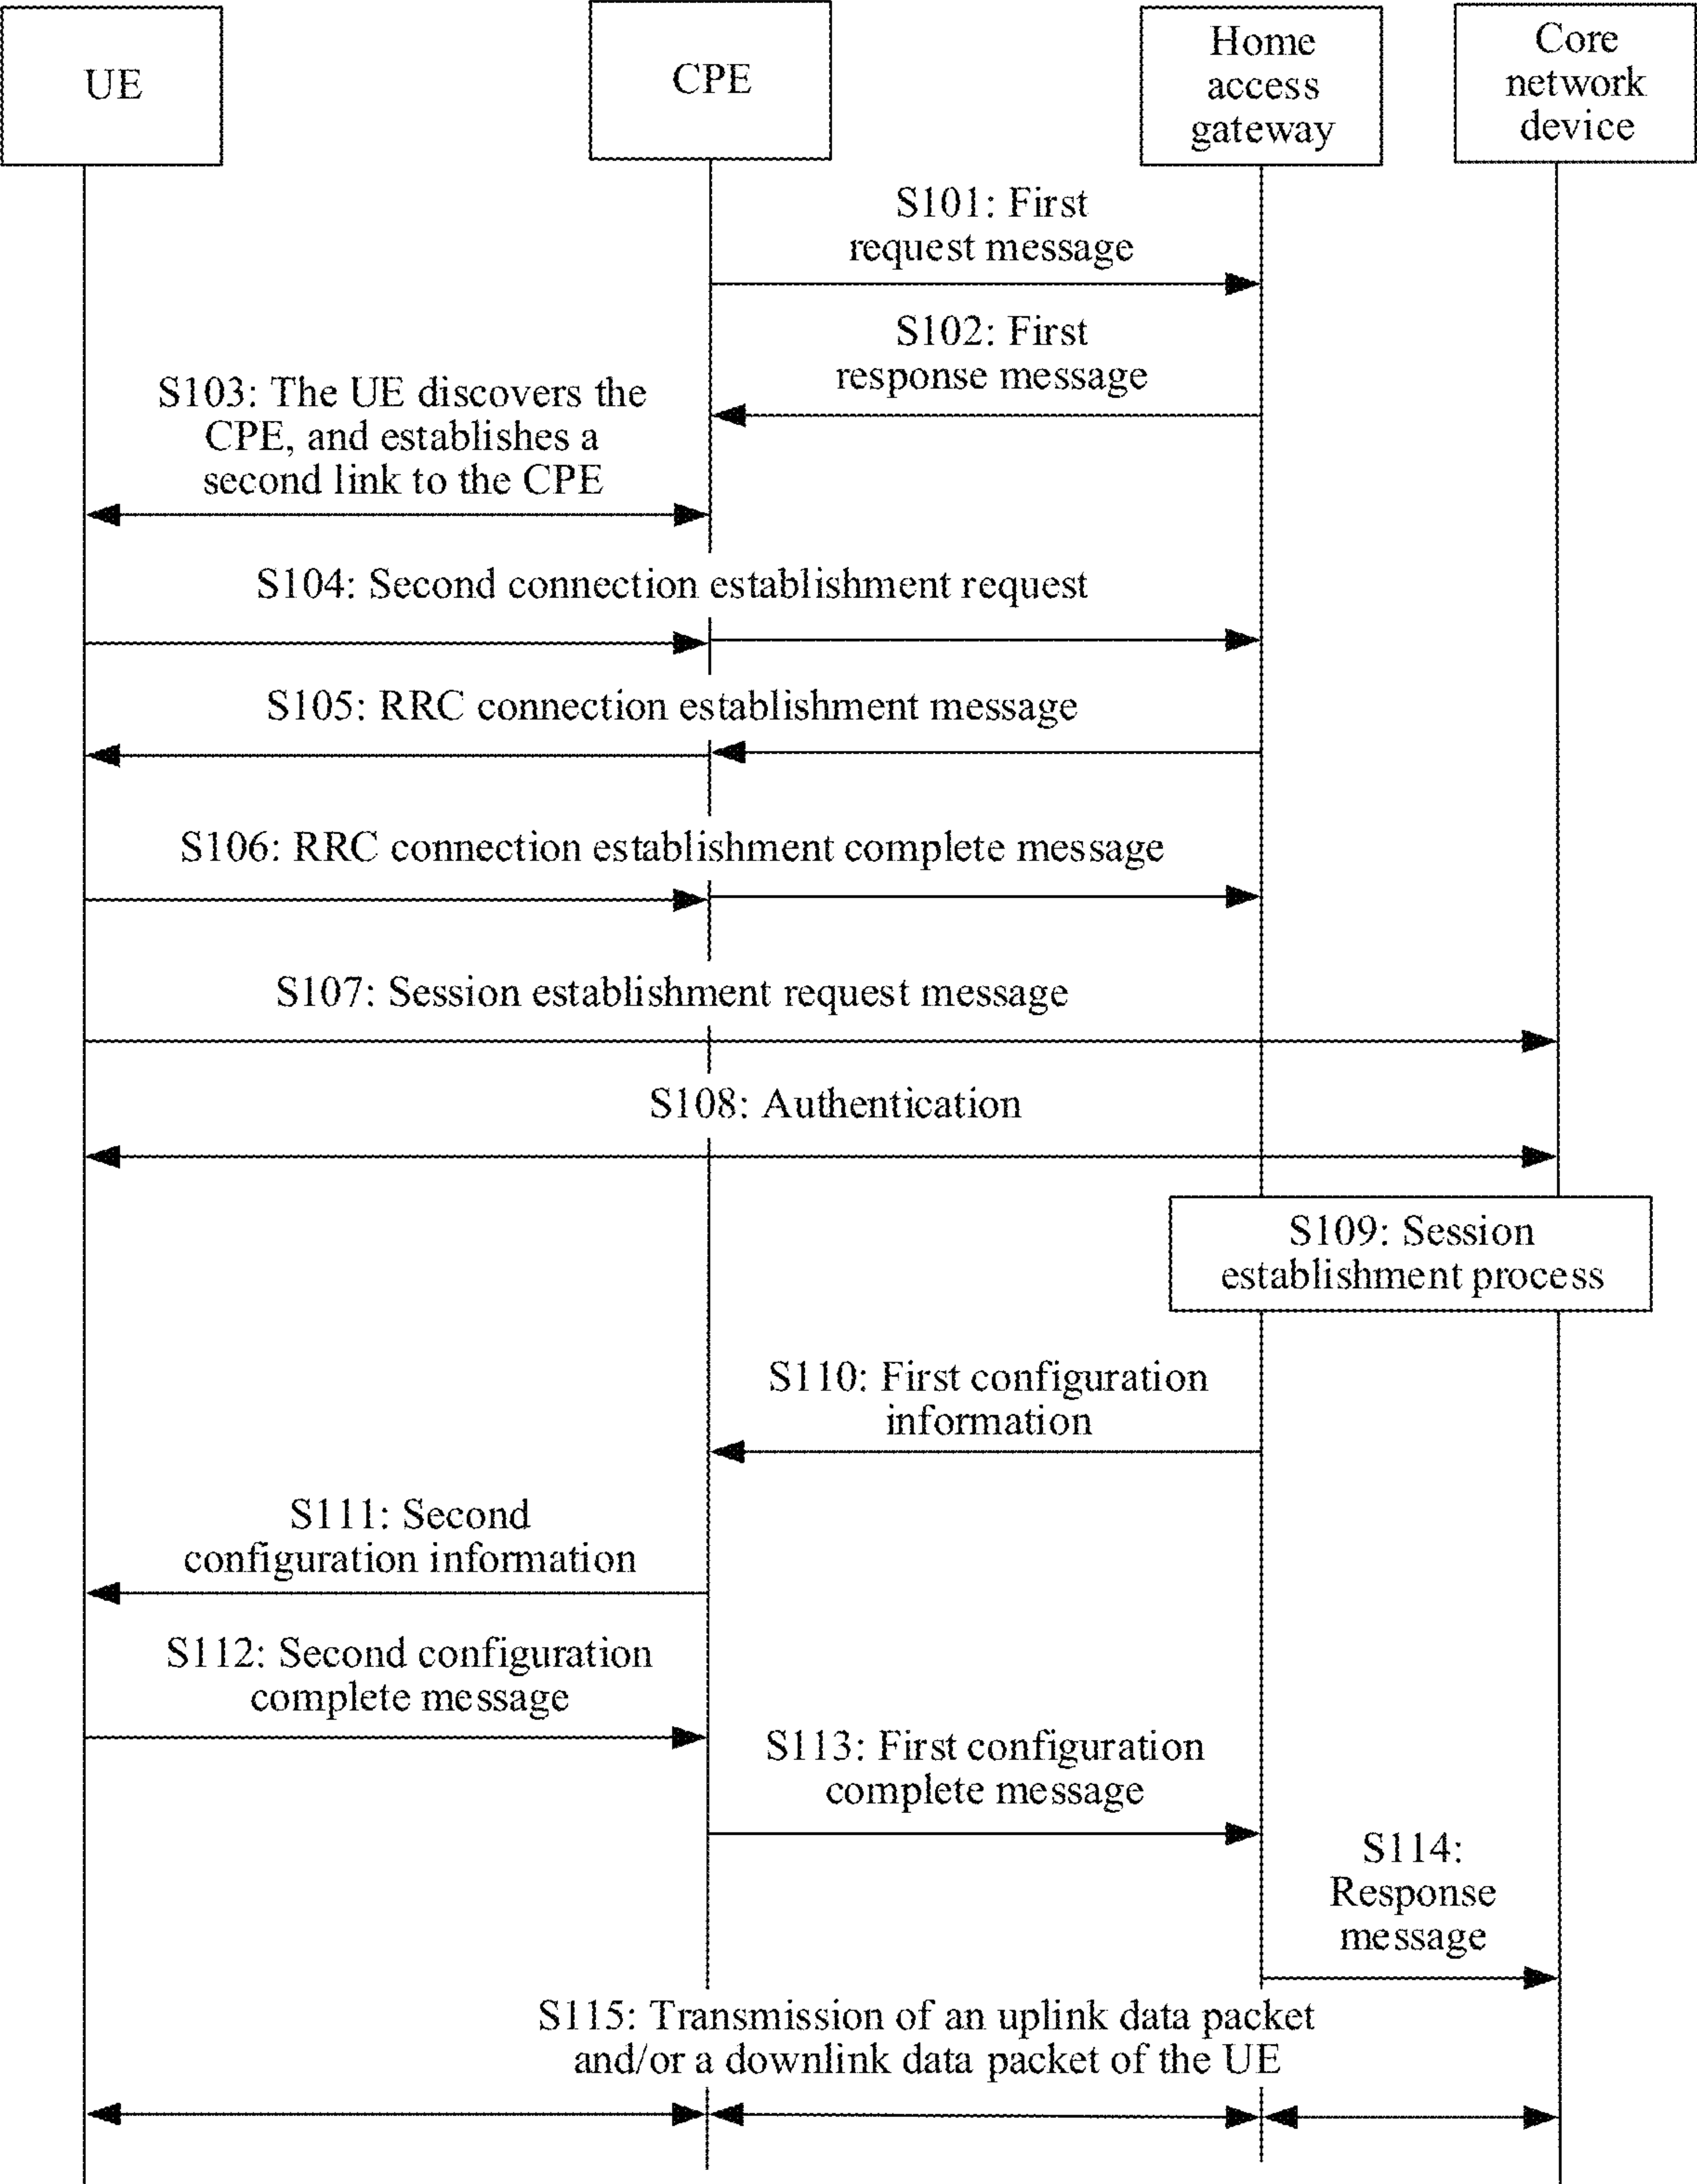 UE
CPE
Home
access
gateway
Core
network
device
S101: First
request message
S102: First
response message
S103: The UE discovers the
CPE, and establishes a
second link to the CPE
S104: Second connection establishment request
S105: RRC connection establishment message
S106: RRC connection establishment complete message
S107: Session establishment request message
S108: Authentication
S109: Session
establishment process
S110: First configuration
information
S111: Second
configuration information
S112: Second configuration
complete message
S113: First configuration
complete message
S114:
Response
message
S115: Transmission of an uplink data packet
and/or a downlink data packet of the UE